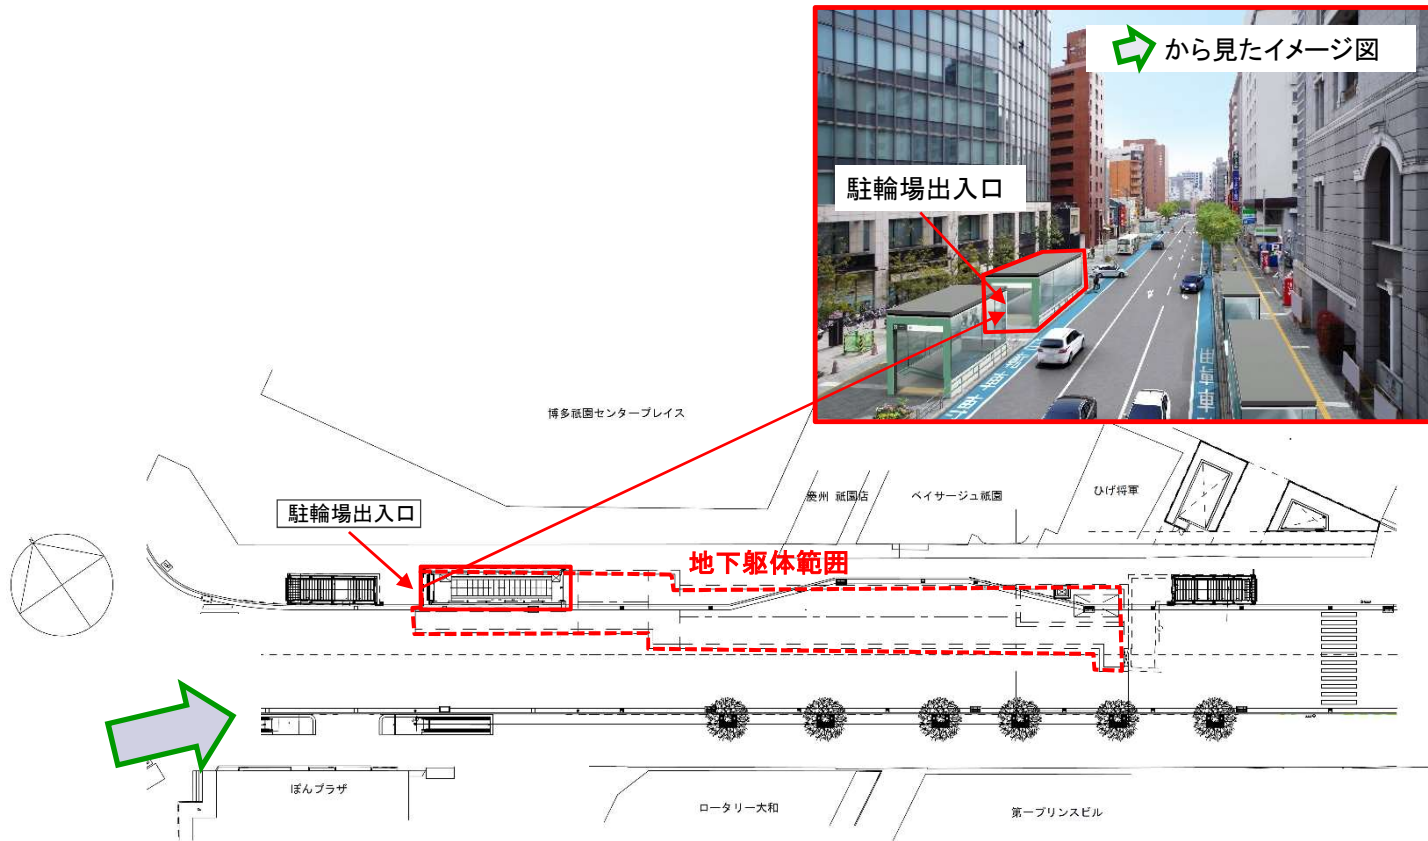 から見たイメージ図
駐輪場出入口
博多祇園センタープレイス
慶州 祇園店
ベイサージュ祇園
ひげ将軍
駐輪場出入口
地下躯体範囲
ぽんプラザ
ロータリー大和
第一プリンスビル